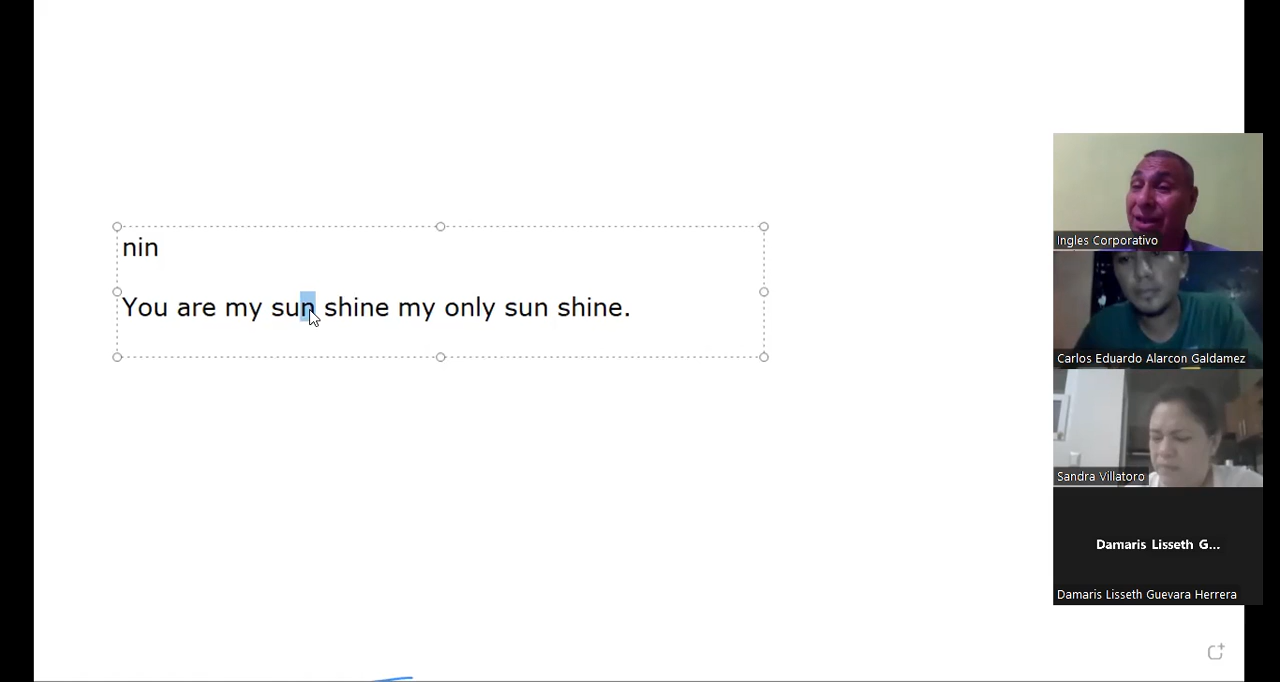 nin
You are my sun shine my only sun shine.
Ingles Corporativo
Carlos Eduardo Alarcon Galdamez
Sandra Villatoro
Damaris Lisseth G...
Damaris Lisseth Guevara Herrera